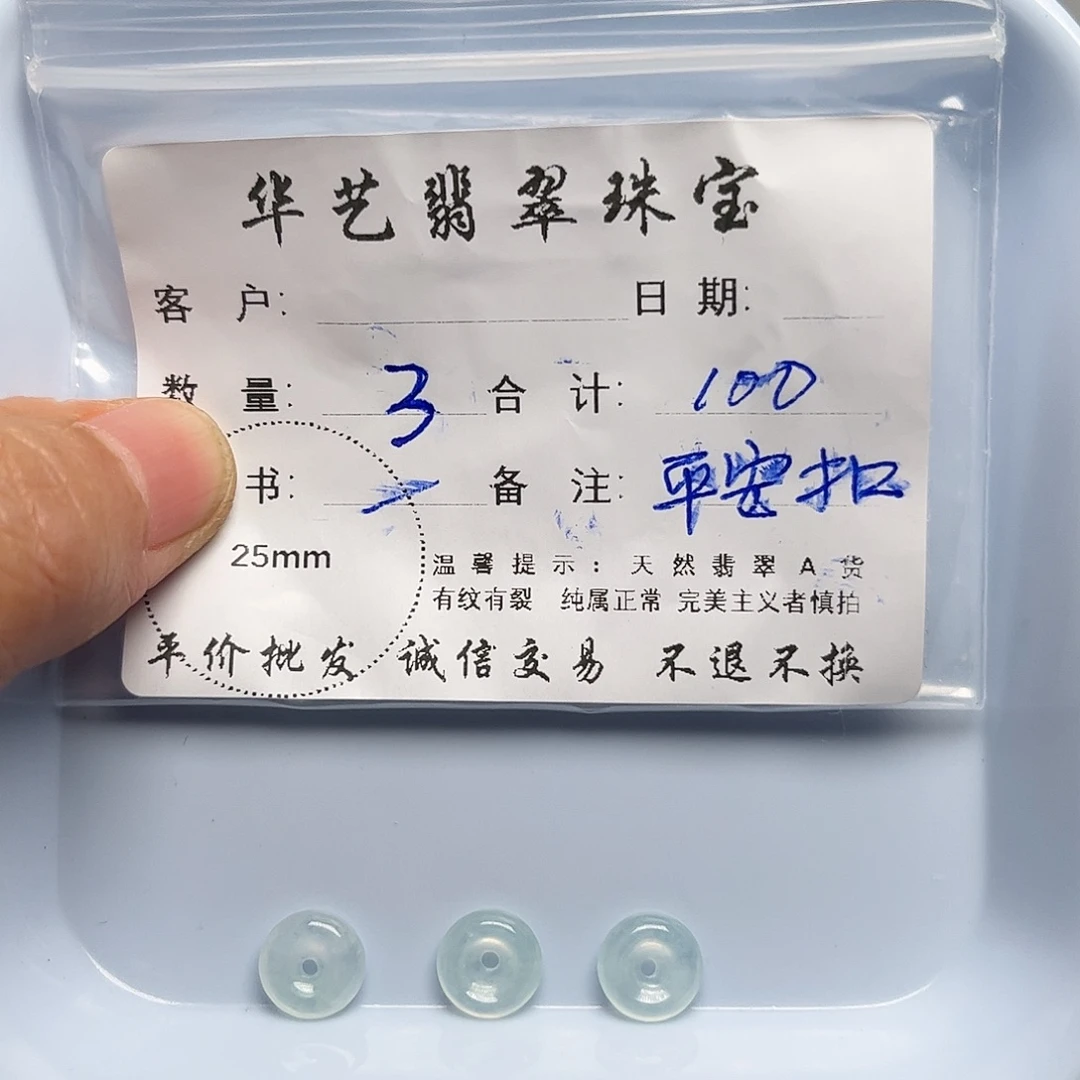 华艺翡翠珠宝
客户: 日期:
数量: 3 合计: 100
书: 备注: 平安扣
25mm
温馨提示: 天然翡翠A货
有纹有裂 纯属正常 完美主义者慎拍
平价批发 诚信交易 不退不换